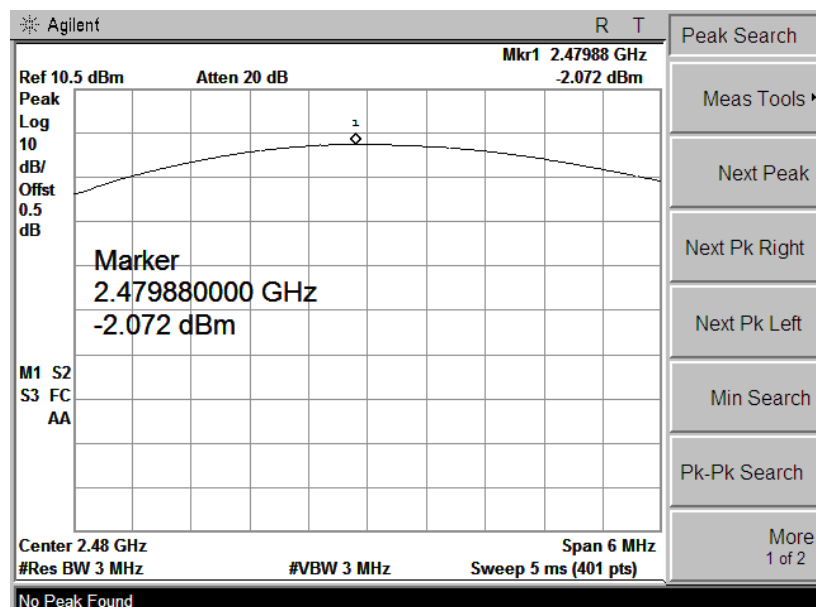 Agilent R T
Mkr1 2.47988 GHz
Ref 10.5 dBm Atten 20 dB -2.072 dBm
Peak
Log
10
dB/
Offst
0.5
dB
1
Marker
2.479880000 GHz
-2.072 dBm
M1 S2
S3 FC
AA
Center 2.48 GHz Span 6 MHz
#Res BW 3 MHz #VBW 3 MHz Sweep 5 ms (401 pts)
No Peak Found
Peak Search
Meas Tools
Next Peak
Next Pk Right
Next Pk Left
Min Search
Pk-Pk Search
More
1 of 2